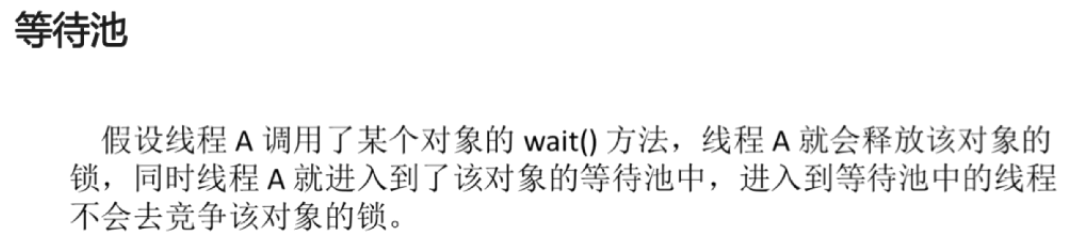 等待池
假设线程 A 调用了某个对象的 wait() 方法，线程 A 就会释放该对象的
锁，同时线程 A 就进入到了该对象的等待池中，进入到等待池中的线程
不会去竞争该对象的锁。